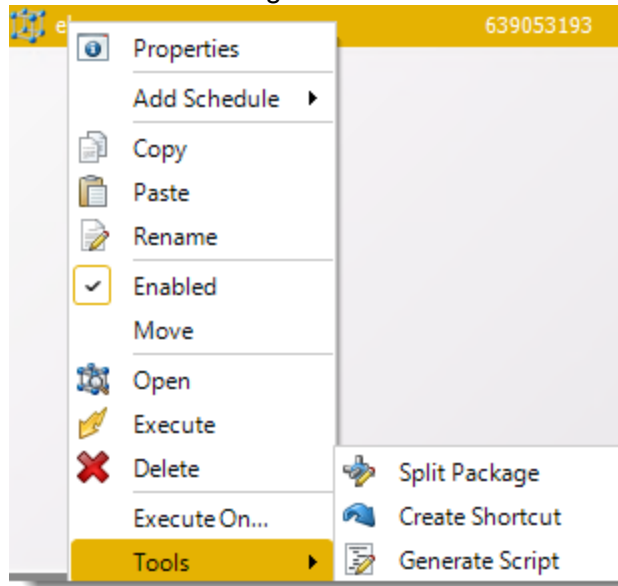 639053193
Properties
Add Schedule
Copy
Paste
Rename
Enabled
Move
Open
Execute
Delete
Execute On...
Tools
Split Package
Create Shortcut
Generate Script